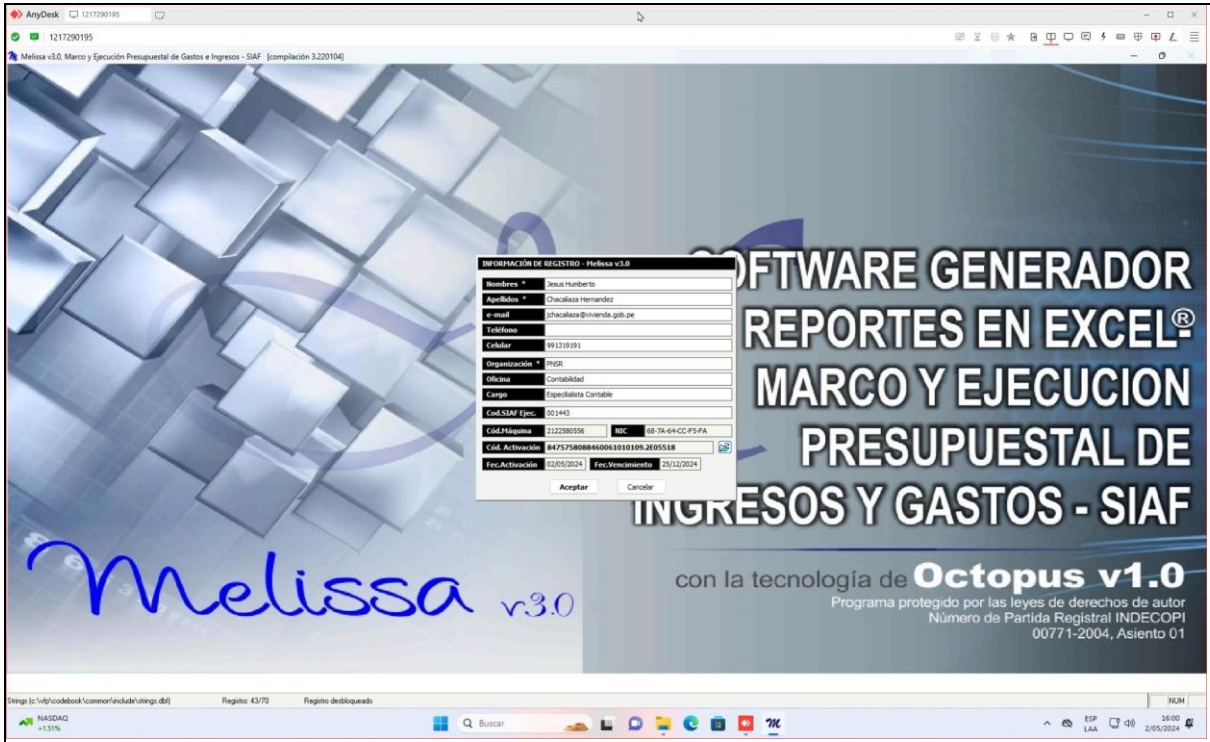 AnyDesk 1217290195
1217290195
Melissa v3.0, Marco y Ejecución Presupuestal de Gastos e Ingresos - SIAF [compilación 3.220104]
SOFTWARE GENERADOR
REPORTES EN EXCEL®
MARCO Y EJECUCION
PRESUPUESTAL DE
INGRESOS Y GASTOS - SIAF
INFORMACIÓN DE REGISTRO - Melissa v3.0
Nombres * Jesus Humberto
Apellidos * Chacaliaza Hernandez
e-mail jchacaliaza@vivienda.gob.pe
Teléfono
Celular 991319191
Organización * PNSR
Oficina Contabilidad
Cargo Especilalista Contable
Cod.SIAF Ejec. 001443
Cód.Máquina 2122580556 NIC 68-7A-64-CC-F5-FA
Cód. Activación 8475758088460061010109.2E05518
Fec.Activación 02/05/2024 Fec.Vencimiento 25/12/2024
Aceptar Cancelar
Melissa v3.0
con la tecnología de Octopus v1.0
Programa protegido por las leyes de derechos de autor
Número de Partida Registral INDECOPI
00771-2004, Asiento 01
Strings (c:\vfp\codebook\common\include\strings.dbf) Registro: 43/70 Registro desbloqueado NUM
NASDAQ
+1.51%
Buscar
ESP
LAA
16:00
2/05/2024